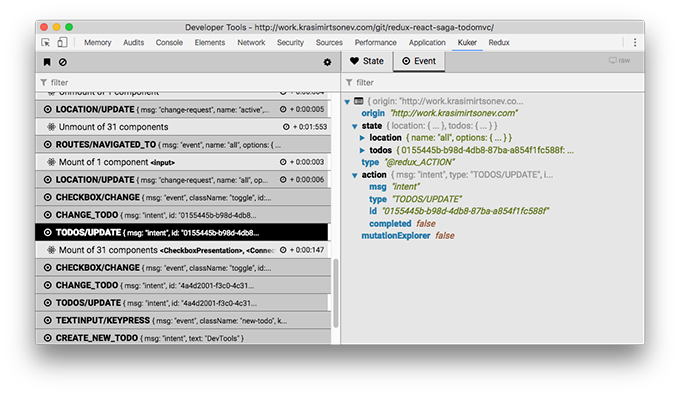 Developer Tools - http://work.krasimirtsonev.com/git/redux-react-saga-todomvc/
Memory Audits Console Elements Network Security Sources Performance Application Kuker Redux
filter
Unmount of 1 component + 0:00:004
LOCATION/UPDATE { msg: "change-request", name: "active",... + 0:00:005
Unmount of 31 components + 0:01:553
ROUTES/NAVIGATED_TO { msg: "event", name: "all", options: { ...
Mount of 1 component <input> + 0:00:003
LOCATION/UPDATE { msg: "change-request", name: "all", op... + 0:00:006
CHECKBOX/CHANGE { msg: "event", className: "toggle", id:...
CHANGE_TODO { msg: "intent", id: "0155445b-b98d-4db8...
TODOS/UPDATE { msg: "intent", id: "0155445b-b98d-4db8...
Mount of 31 components <CheckboxPresentation>, <Connec + 0:00:147
CHECKBOX/CHANGE { msg: "event", className: "toggle", id:...
CHANGE_TODO { msg: "intent", id: "4a4d2001-f3c0-4c31...
TODOS/UPDATE { msg: "intent", id: "4a4d2001-f3c0-4c31...
TEXTINPUT/KEYPRESS { msg: "event", className: "new-todo", k...
CREATE_NEW_TODO { msg: "intent", text: "DevTools" }
State Event raw
filter
{ origin: "http://work.krasimirtsonev.co...
origin "http://work.krasimirtsonev.com"
state { location: { ... }, todos: { ... } }
location { name: "all", options: { ... } }
todos { 0155445b-b98d-4db8-87ba-a854f1fc588f: ...
type "@redux_ACTION"
action { msg: "intent", type: "TODOS/UPDATE", i...
msg "intent"
type "TODOS/UPDATE"
id "0155445b-b98d-4db8-87ba-a854f1fc588f"
completed false
mutationExplorer false